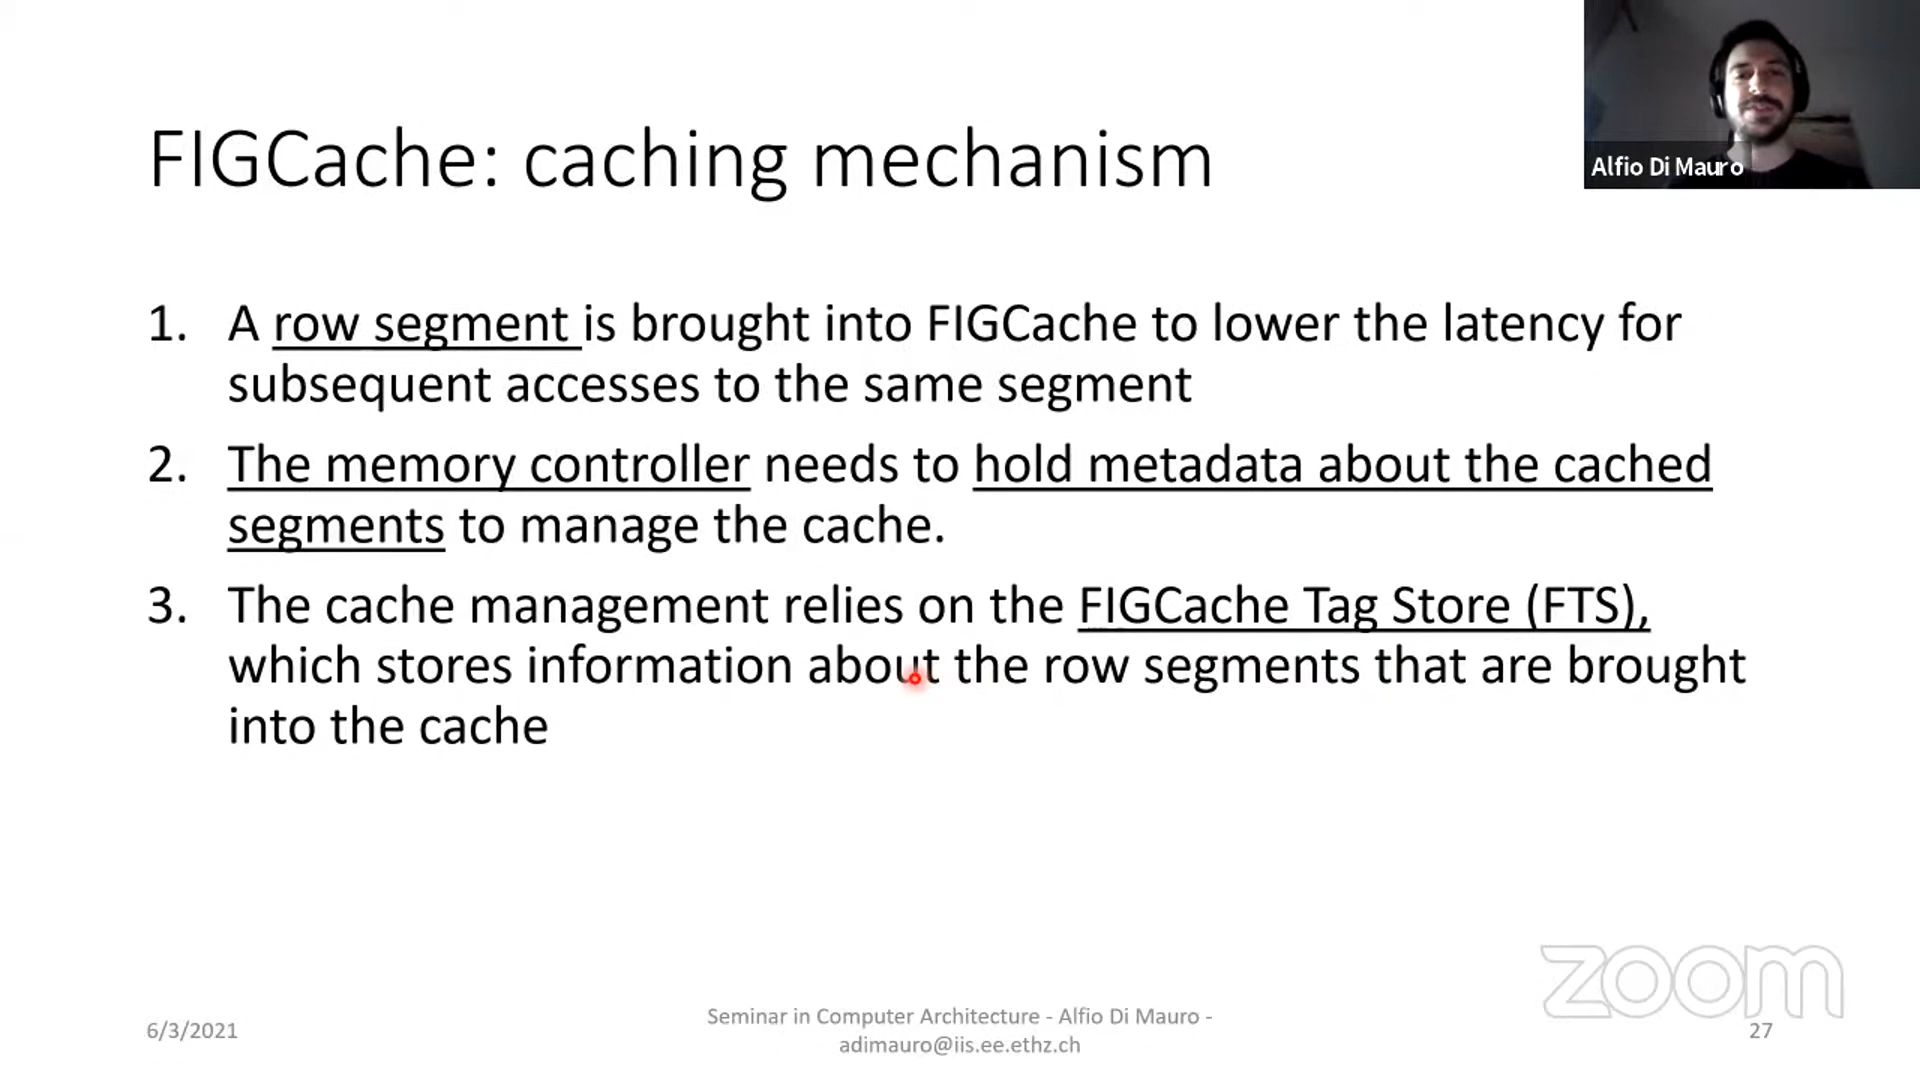 Alfio Di Mauro
FIGCache: caching mechanism
1. A row segment is brought into FIGCache to lower the latency for
subsequent accesses to the same segment
2. The memory controller needs to hold metadata about the cached
segments to manage the cache.
3. The cache management relies on the FIGCache Tag Store (FTS),
which stores information about the row segments that are brought
into the cache
zoom
6/3/2021
Seminar in Computer Architecture - Alfio Di Mauro -
adimauro@iis.ee.ethz.ch
27